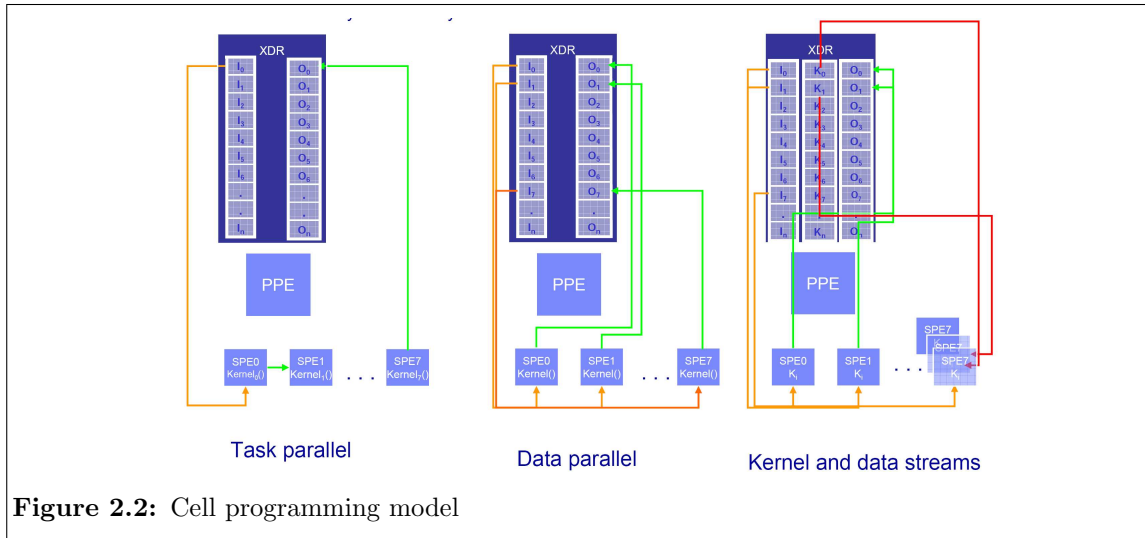 XDR
I0 O0
I1 O1
I2 O2
I3 O3
I4 O4
I5 O5
I6 O6
. .
. .
In On
PPE
SPE0
Kernel0()
SPE1
Kernel1()
. . .
SPE7
Kernel7()
Task parallel
XDR
I0 O0
I1 O1
I2 O2
I3 O3
I4 O4
I5 O5
I6 O6
I7 O7
. .
In On
PPE
SPE0
Kernel()
SPE1
Kernel()
. . .
SPE7
Kernel()
Data parallel
XDR
I0 K0 O0
I1 K1 O1
I2 K2 O2
I3 K3 O3
I4 K4 O4
I5 K5 O5
I6 K6 O6
I7 K7 O7
. . .
In Kn On
PPE
SPE0
Ki
SPE1
Ki
. . .
SPE7
SPE7
SPE7
Ki
Kernel and data streams
Figure 2.2: Cell programming model